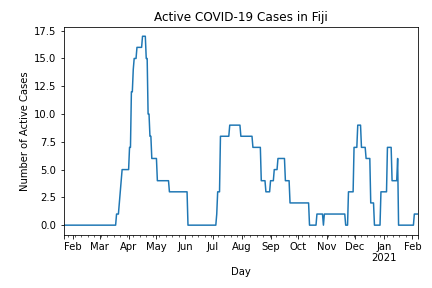 Active COVID-19 Cases in Fiji
17.5
15.0
12.5
10.0
7.5
5.0
2.5
0.0
Number of Active Cases
Feb Mar Apr May Jun Jul Aug Sep Oct Nov Dec Jan Feb
2021
Day